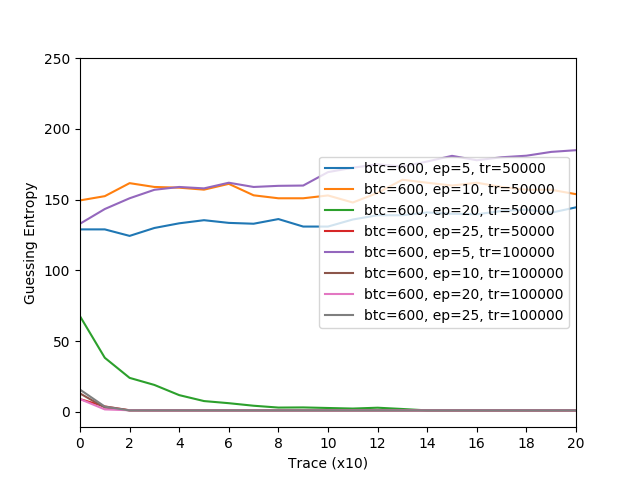 250
200
150
100
50
0
Guessing Entropy
btc=600, ep=5, tr=50000
btc=600, ep=10, tr=50000
btc=600, ep=20, tr=50000
btc=600, ep=25, tr=50000
btc=600, ep=5, tr=100000
btc=600, ep=10, tr=100000
btc=600, ep=20, tr=100000
btc=600, ep=25, tr=100000
0 2 4 6 8 10 12 14 16 18 20
Trace (x10)